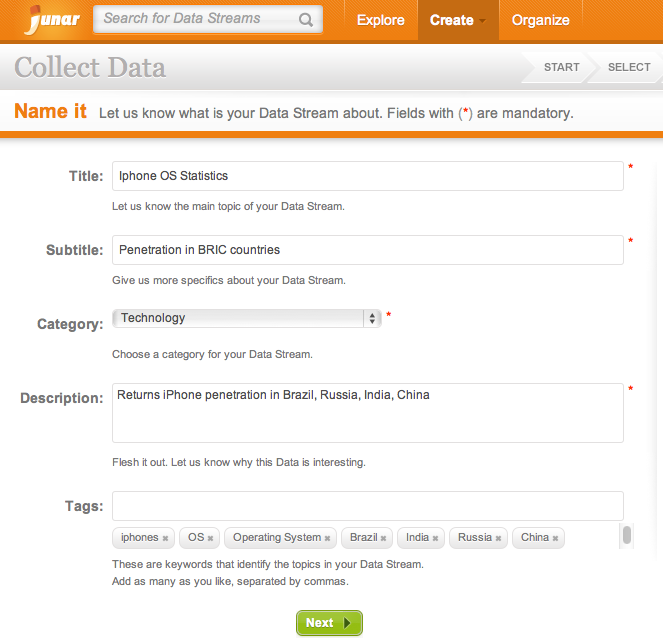 junar
Search for Data Streams
Explore
Create
Organize
Collect Data
START
SELECT
Name it Let us know what is your Data Stream about. Fields with (*) are mandatory.
Title: Iphone OS Statistics *
Let us know the main topic of your Data Stream.
Subtitle: Penetration in BRIC countries *
Give us more specifics about your Data Stream.
Category: Technology *
Choose a category for your Data Stream.
Description: Returns iPhone penetration in Brazil, Russia, India, China *
Flesh it out. Let us know why this Data is interesting.
Tags:
iphones × OS × Operating System × Brazil × India × Russia × China ×
These are keywords that identify the topics in your Data Stream.
Add as many as you like, separated by commas.
Next